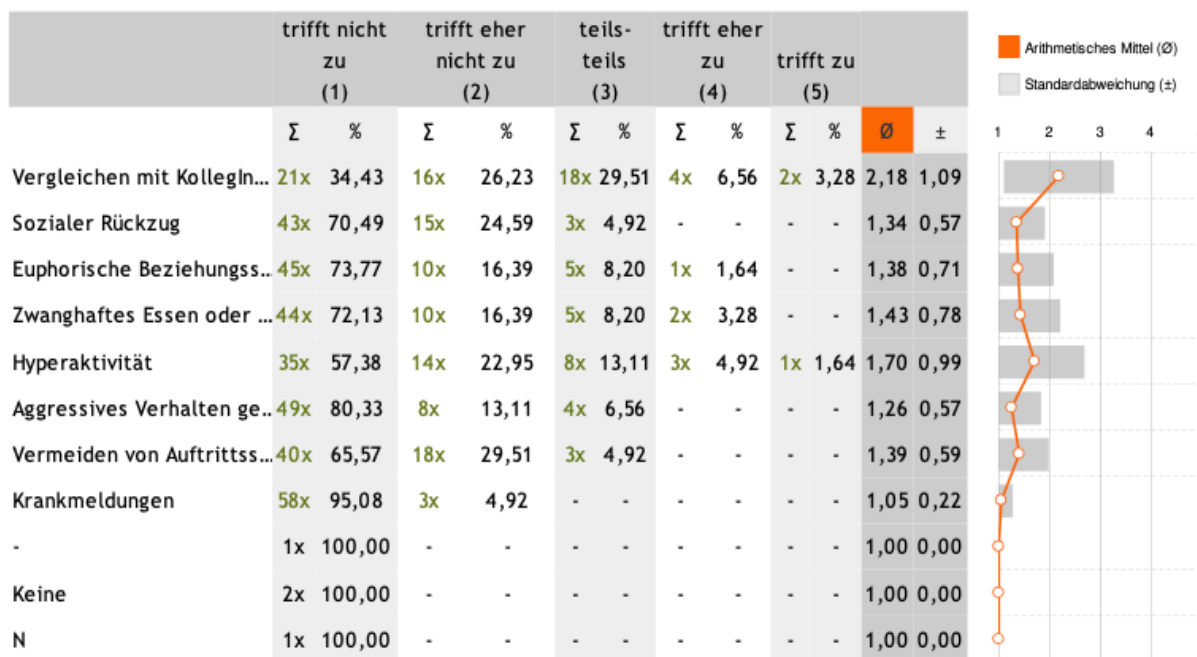 trifft nicht zu (1) trifft eher nicht zu (2) teils-teils (3) trifft eher zu (4) trifft zu (5)
Σ % Σ % Σ % Σ % Σ % Ø ±
Vergleichen mit KollegIn... 21x 34,43 16x 26,23 18x 29,51 4x 6,56 2x 3,28 2,18 1,09
Sozialer Rückzug 43x 70,49 15x 24,59 3x 4,92 - - - - 1,34 0,57
Euphorische Beziehungss... 45x 73,77 10x 16,39 5x 8,20 1x 1,64 - - 1,38 0,71
Zwanghaftes Essen oder ... 44x 72,13 10x 16,39 5x 8,20 2x 3,28 - - 1,43 0,78
Hyperaktivität 35x 57,38 14x 22,95 8x 13,11 3x 4,92 1x 1,64 1,70 0,99
Aggressives Verhalten ge... 49x 80,33 8x 13,11 4x 6,56 - - - - 1,26 0,57
Vermeiden von Auftrittss... 40x 65,57 18x 29,51 3x 4,92 - - - - 1,39 0,59
Krankmeldungen 58x 95,08 3x 4,92 - - - - - - 1,05 0,22
- 1x 100,00 - - - - - - - - 1,00 0,00
Keine 2x 100,00 - - - - - - - - 1,00 0,00
N 1x 100,00 - - - - - - - - 1,00 0,00
Arithmetisches Mittel (Ø)
Standardabweichung (±)
1 2 3 4